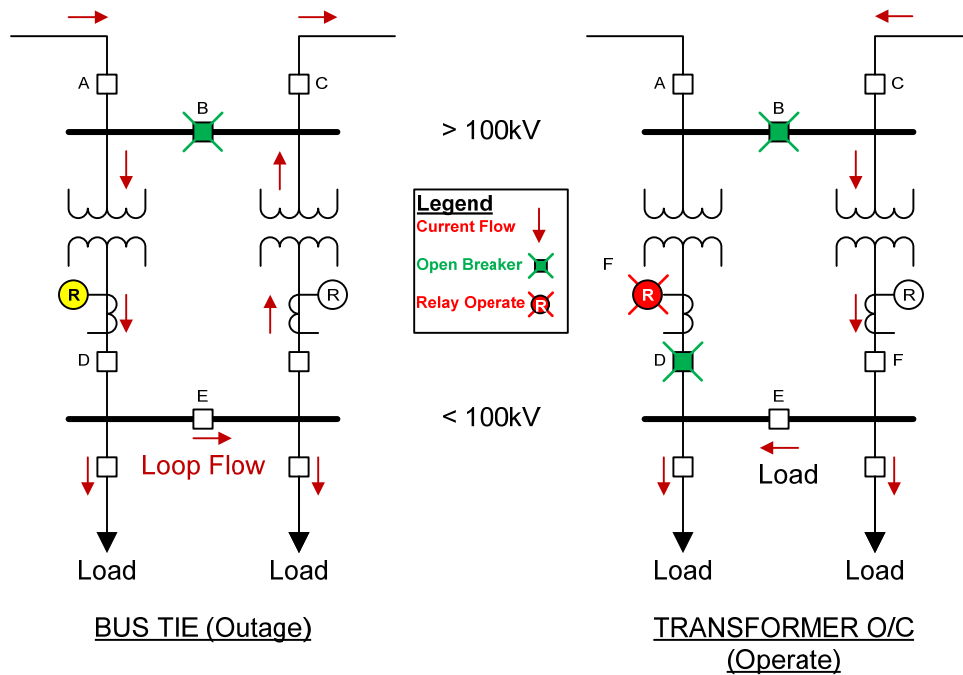 A
B
C
R
R
D
E
Loop Flow
Load
Load
BUS TIE (Outage)
> 100kV
Legend
Current Flow
Open Breaker
Relay Operate
R
< 100kV
A
B
C
F
R
R
D
F
E
Load
Load
Load
TRANSFORMER O/C
(Operate)